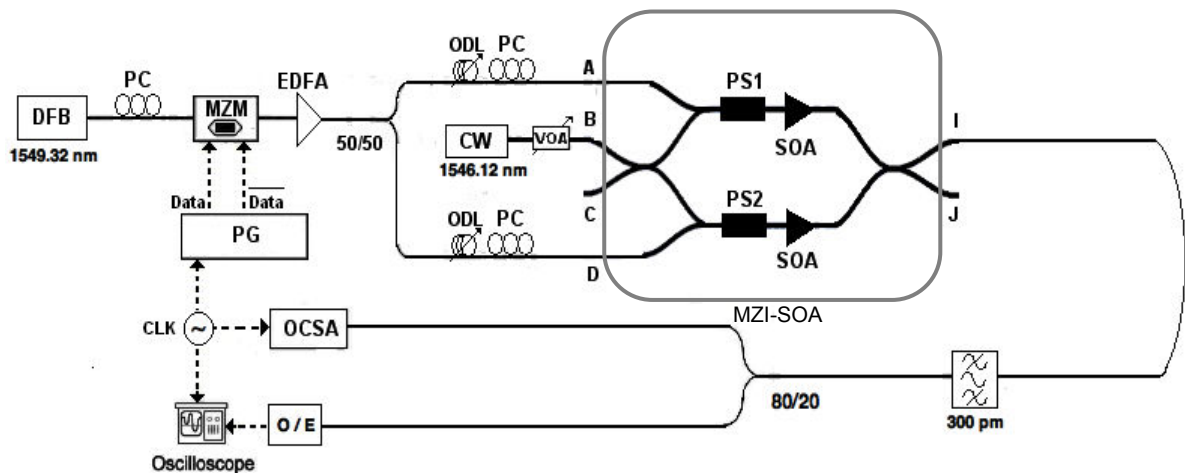 ODL PC
A
PS1
SOA
I
PC
EDFA
DFB
MZM
1549.32 nm
50/50
B
CW
VOA
1546.12 nm
C
Data
Data
PG
ODL PC
D
PS2
SOA
J
MZI-SOA
CLK
~
OCSA
80/20
300 pm
O / E
Oscilloscope